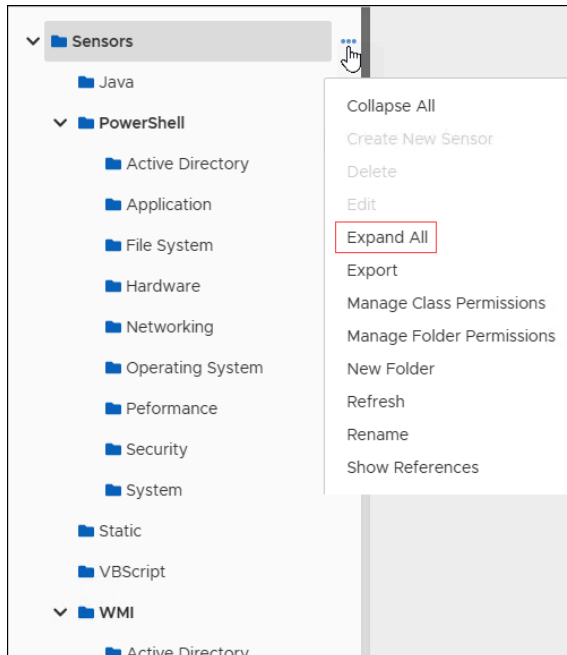 Sensors
Java
PowerShell
Active Directory
Application
File System
Hardware
Networking
Operating System
Peformance
Security
System
Static
VBScript
WMI
Active Directory
Collapse All
Create New Sensor
Delete
Edit
Expand All
Export
Manage Class Permissions
Manage Folder Permissions
New Folder
Refresh
Rename
Show References